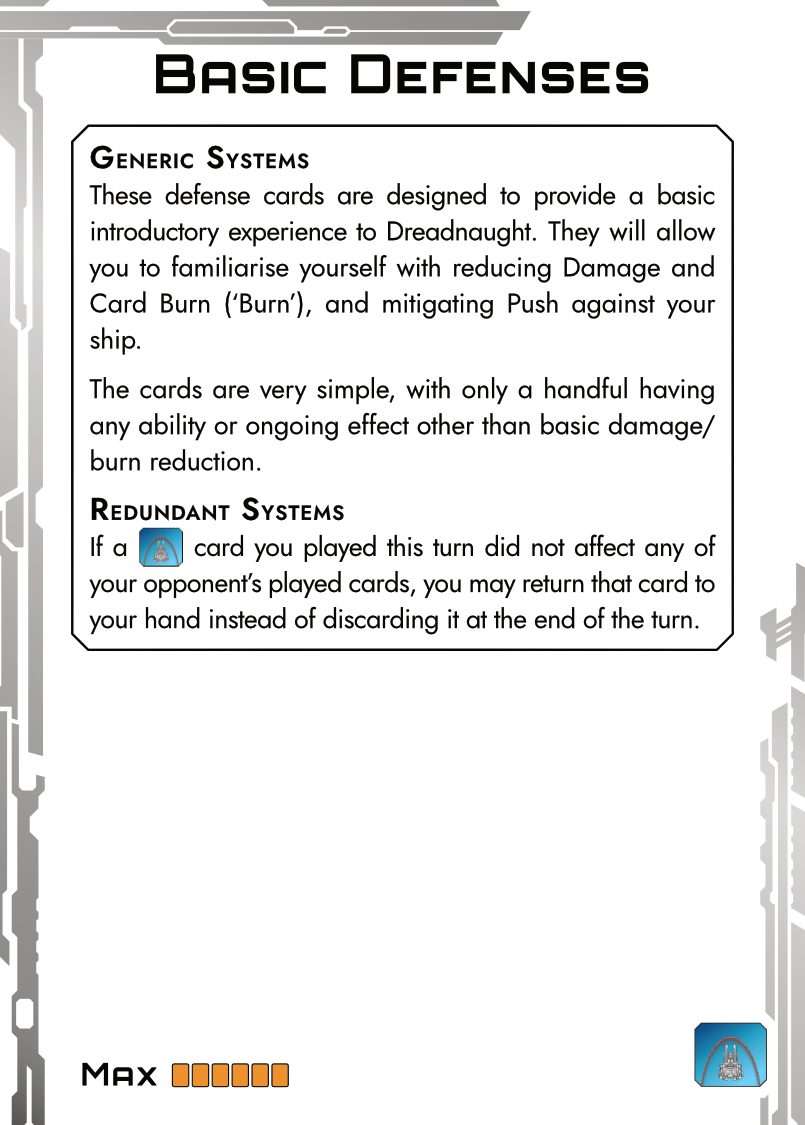 Basic Defenses
Generic Systems
These defense cards are designed to provide a basic
introductory experience to Dreadnaught. They will allow
you to familiarise yourself with reducing Damage and
Card Burn (‘Burn’), and mitigating Push against your
ship.
The cards are very simple, with only a handful having
any ability or ongoing effect other than basic damage/
burn reduction.
Redundant Systems
If a card you played this turn did not affect any of
your opponent’s played cards, you may return that card to
your hand instead of discarding it at the end of the turn.
Max